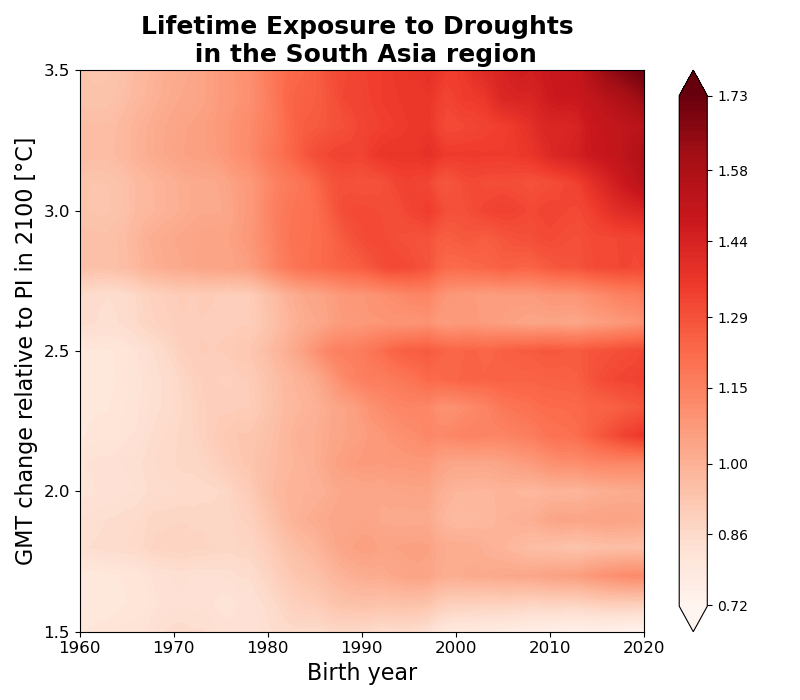 Lifetime Exposure to Droughts
in the South Asia region
GMT change relative to PI in 2100 [°C]
3.5
3.0
2.5
2.0
1.5
1960 1970 1980 1990 2000 2010 2020
Birth year
1.73
1.58
1.44
1.29
1.15
1.00
0.86
0.72